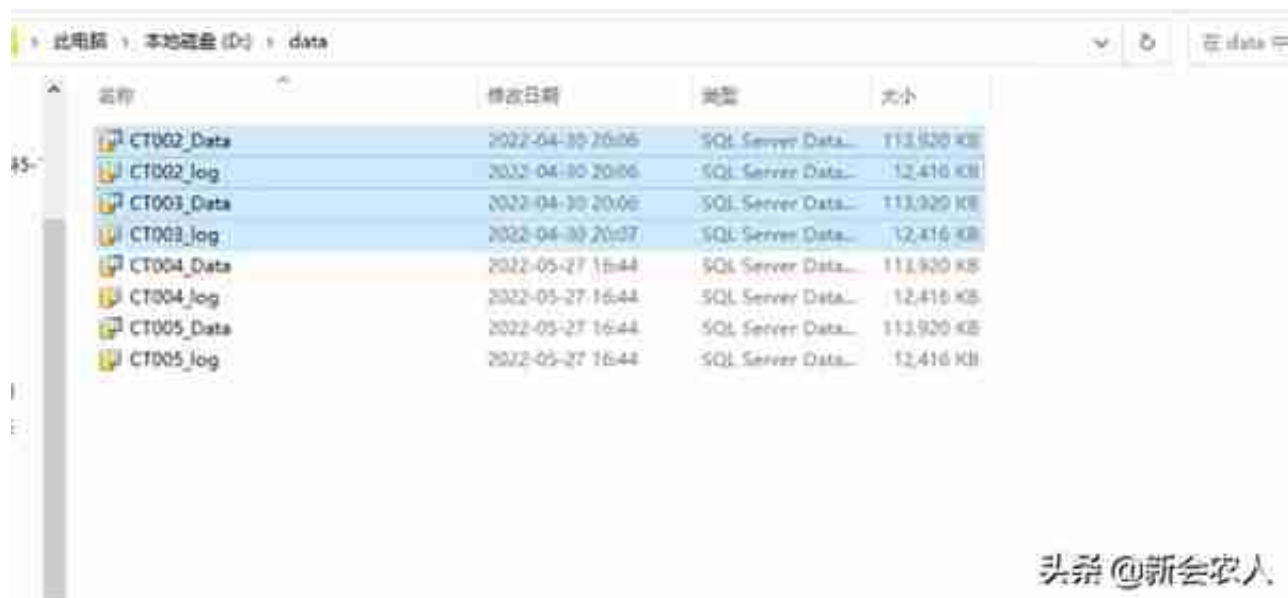 此电脑 › 本地磁盘 (D:) › data 在 data 中
名称 修改日期 类型 大小
CT002_Data 2022-04-30 20:06 SQL Server Data... 113,920 KB
CT002_log 2022-04-30 20:06 SQL Server Data... 12,416 KB
CT003_Data 2022-04-30 20:06 SQL Server Data... 113,920 KB
CT003_log 2022-04-30 20:07 SQL Server Data... 12,416 KB
CT004_Data 2022-05-27 16:44 SQL Server Data... 113,920 KB
CT004_log 2022-05-27 16:44 SQL Server Data... 12,416 KB
CT005_Data 2022-05-27 16:44 SQL Server Data... 113,920 KB
CT005_log 2022-05-27 16:44 SQL Server Data... 12,416 KB
头条 @新会农人